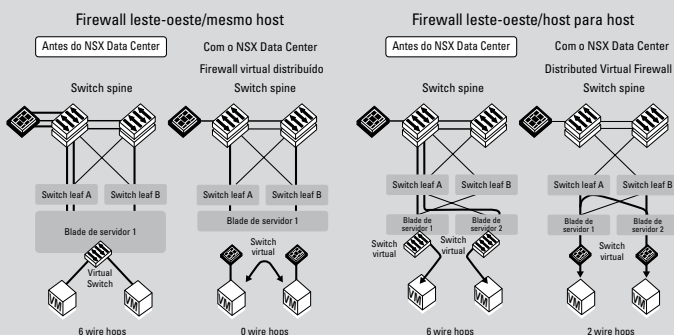 Firewall leste-oeste/mesmo host
Antes do NSX Data Center
Com o NSX Data Center
Firewall virtual distribuído
Switch spine
Switch spine
Switch leaf A
Switch leaf B
Switch leaf A
Switch leaf B
Blade de servidor 1
Blade de servidor 1
Virtual
Switch
Switch
virtual
VM
VM
VM
VM
6 wire hops
0 wire hops
Firewall leste-oeste/host para host
Antes do NSX Data Center
Com o NSX Data Center
Distributed Virtual Firewall
Switch spine
Switch spine
Switch leaf A
Switch leaf B
Switch leaf A
Switch leaf B
Blade de
servidor 1
Blade de
servidor 2
Blade de
servidor 1
Blade de
servidor 2
Switch
virtual
Switch
virtual
Switch
virtual
VM
VM
VM
VM
6 wire hops
2 wire hops